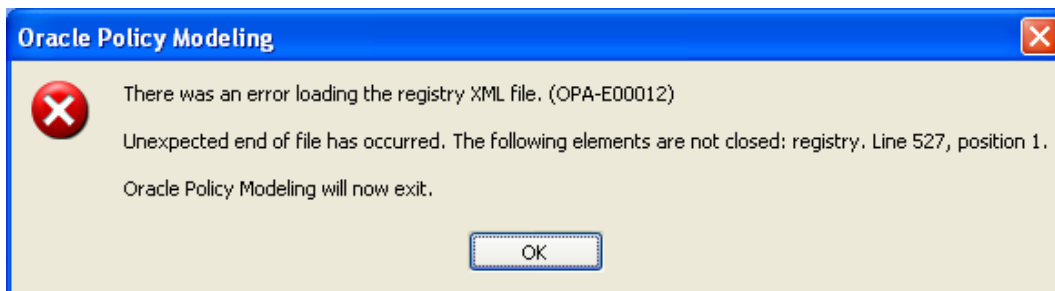 Oracle Policy Modeling
There was an error loading the registry XML file. (OPA-E00012)
Unexpected end of file has occurred. The following elements are not closed: registry. Line 527, position 1.
Oracle Policy Modeling will now exit.
OK